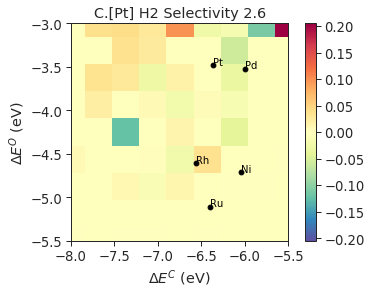 C.[Pt] H2 Selectivity 2.6
ΔE^O (eV)
−3.0
−3.5
−4.0
−4.5
−5.0
−5.5
Pt
Pd
Rh
Ni
Ru
−8.0 −7.5 −7.0 −6.5 −6.0 −5.5
ΔE^C (eV)
0.20
0.15
0.10
0.05
0.00
−0.05
−0.10
−0.15
−0.20